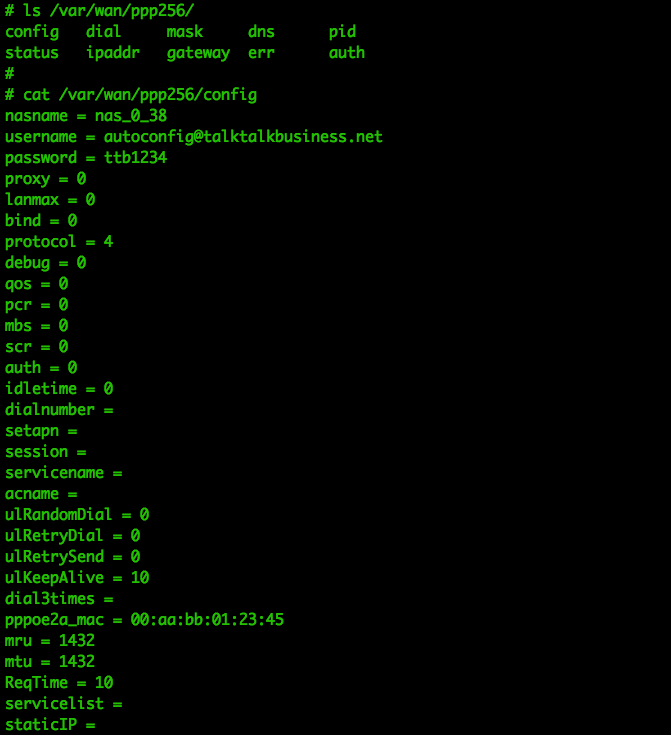 # ls /var/wan/ppp256/
config dial mask dns pid
status ipaddr gateway err auth
#
# cat /var/wan/ppp256/config
nasname = nas_0_38
username = autoconfig@talktalkbusiness.net
password = ttb1234
proxy = 0
lanmax = 0
bind = 0
protocol = 4
debug = 0
qos = 0
pcr = 0
mbs = 0
scr = 0
auth = 0
idletime = 0
dialnumber =
setapn =
session =
servicename =
acname =
ulRandomDial = 0
ulRetryDial = 0
ulRetrySend = 0
ulKeepAlive = 10
dial3times =
pppoe2a_mac = 00:aa:bb:01:23:45
mru = 1432
mtu = 1432
ReqTime = 10
servicelist =
staticIP =